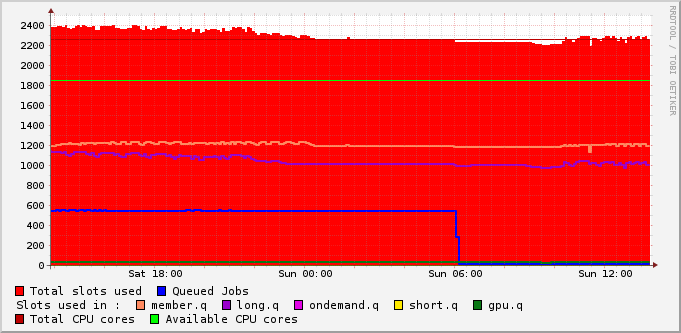 2400
2200
2000
1800
1600
1400
1200
1000
800
600
400
200
0
Sat 18:00 Sun 00:00 Sun 06:00 Sun 12:00
RRDTOOL / TOBI OETIKER
Total slots used Queued Jobs
Slots used in : member.q long.q ondemand.q short.q gpu.q
Total CPU cores Available CPU cores